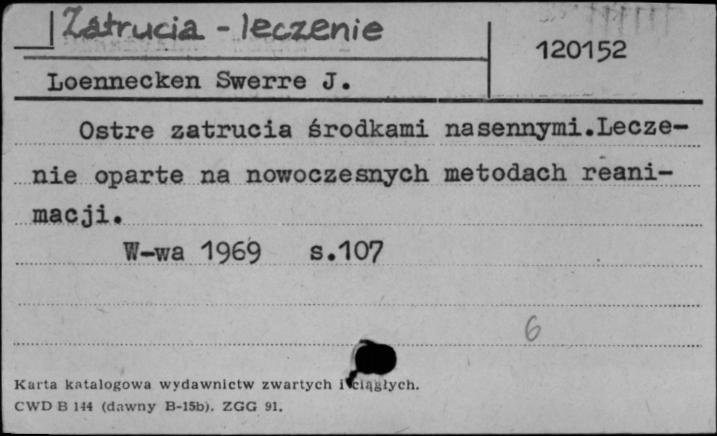 Zatrucia - leczenie
120152
Loennecken Swerre J.
Ostre zatrucia środkami nasennymi.Lecze-
nie oparte na nowoczesnych metodach reani-
macji.
W-wa 1969 s.107
6
Karta katalogowa wydawnictw zwartych i ciągłych.
CWD B 144 (dawny B-15b). ZGG 91.